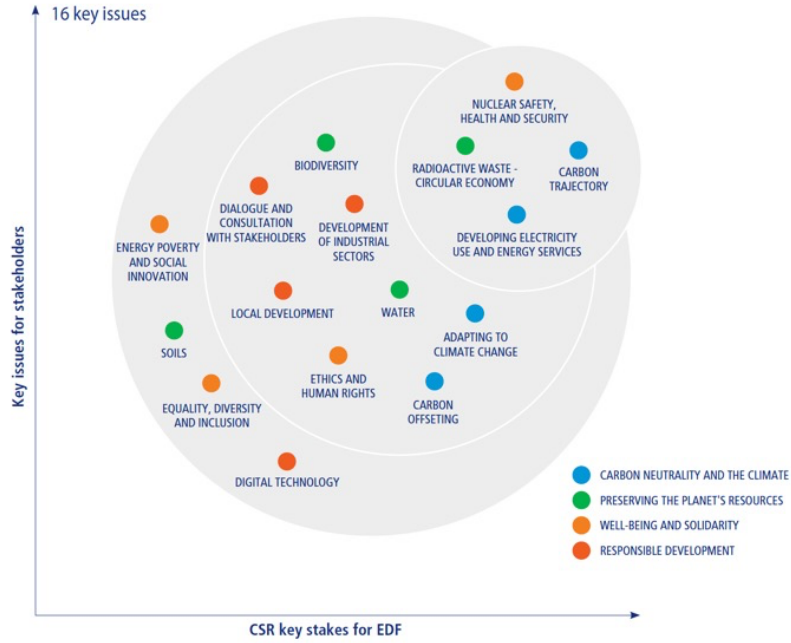 16 key issues
NUCLEAR SAFETY,
HEALTH AND SECURITY
BIODIVERSITY
RADIOACTIVE WASTE -
CIRCULAR ECONOMY
CARBON
TRAJECTORY
DIALOGUE AND
CONSULTATION
WITH STAKEHOLDERS
DEVELOPMENT
OF INDUSTRIAL
SECTORS
ENERGY POVERTY
AND SOCIAL
INNOVATION
DEVELOPING ELECTRICITY
USE AND ENERGY SERVICES
LOCAL DEVELOPMENT
WATER
ADAPTING TO
CLIMATE CHANGE
SOILS
ETHICS AND
HUMAN RIGHTS
CARBON
OFFSETING
EQUALITY, DIVERSITY
AND INCLUSION
DIGITAL TECHNOLOGY
Key issues for stakeholders
CARBON NEUTRALITY AND THE CLIMATE
PRESERVING THE PLANET'S RESOURCES
WELL-BEING AND SOLIDARITY
RESPONSIBLE DEVELOPMENT
CSR key stakes for EDF